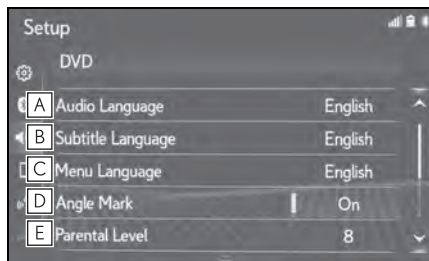 Setup
DVD
A Audio Language English
B Subtitle Language English
C Menu Language English
D Angle Mark On
E Parental Level 8